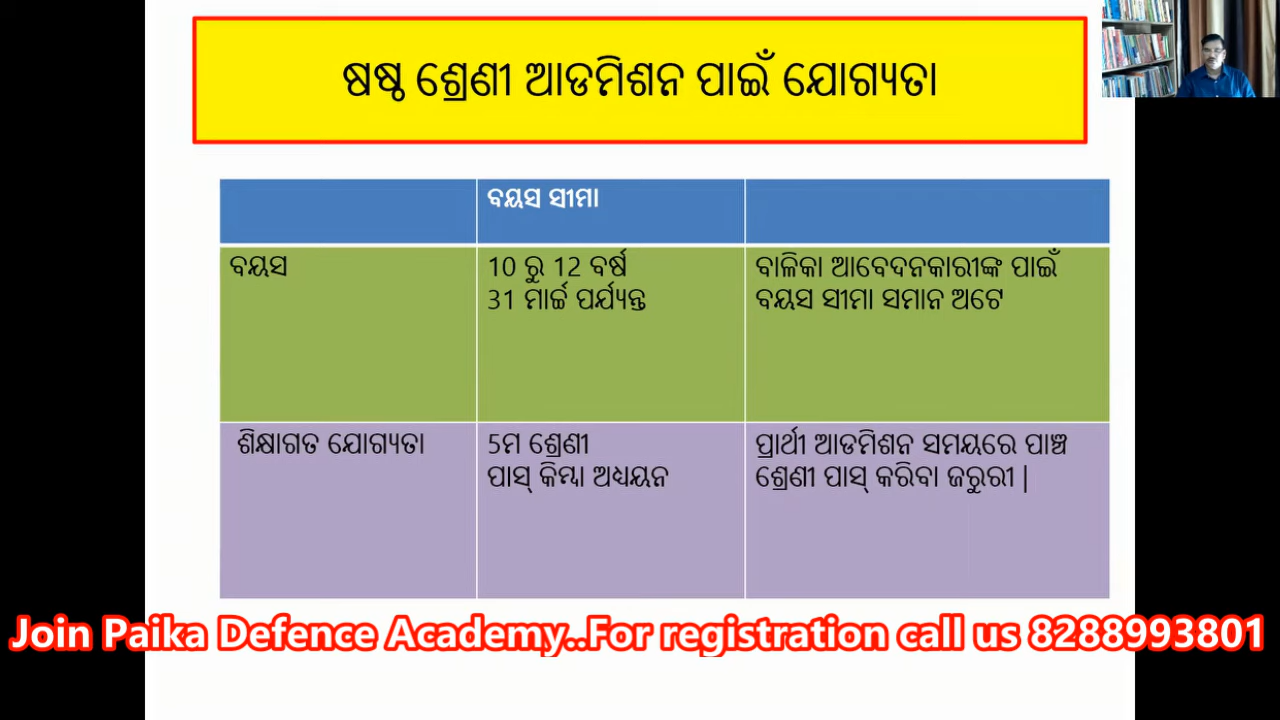 ଷଷ୍ଠ ଶ୍ରେଣୀ ଆଡମିଶନ ପାଇଁ ଯୋଗ୍ୟତା
ବୟସ ସୀମା
ବୟସ
10 ରୁ 12 ବର୍ଷ
31 ମାର୍ଚ୍ଚ ପର୍ଯ୍ୟନ୍ତ
ବାଳିକା ଆବେଦନକାରୀଙ୍କ ପାଇଁ
ବୟସ ସୀମା ସମାନ ଅଟେ
ଶିକ୍ଷାଗତ ଯୋଗ୍ୟତା
5ମ ଶ୍ରେଣୀ
ପାସ୍ କିମ୍ବା ଅଧ୍ୟୟନ
ପ୍ରାର୍ଥୀ ଆଡମିଶନ ସମୟରେ ପାଞ୍ଚ
ଶ୍ରେଣୀ ପାସ୍ କରିବା ଜରୁରୀ |
Join Paika Defence Academy..For registration call us 8288993801